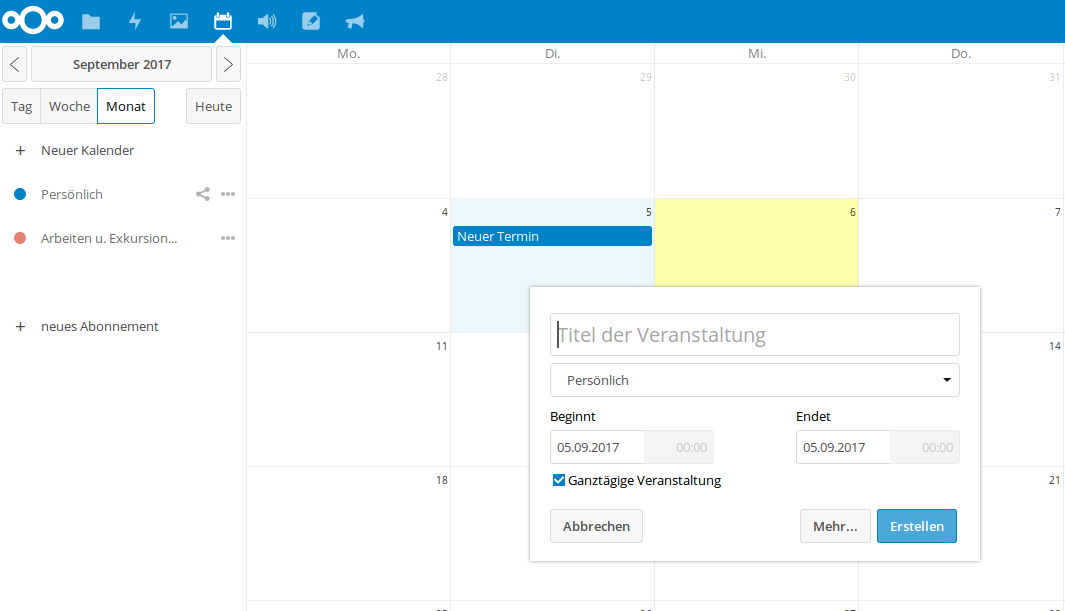 Mo. Di. Mi. Do.
September 2017
28 29 30 31
Tag Woche Monat Heute
Neuer Kalender
Persönlich
Arbeiten u. Exkursion...
neues Abonnement
4 5 6 7
Neuer Termin
11 14
18 21
Titel der Veranstaltung
Persönlich
Beginnt Endet
05.09.2017 00:00 05.09.2017 00:00
Ganztägige Veranstaltung
Abbrechen Mehr... Erstellen